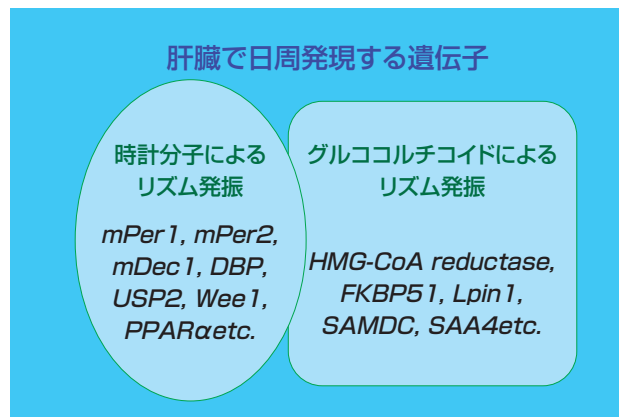 肝臓で日周発現する遺伝子
時計分子による
リズム発振
mPer1, mPer2,
mDec1, DBP,
USP2, Wee1,
PPARαetc.
グルココルチコイドによる
リズム発振
HMG-CoA reductase,
FKBP51, Lpin1,
SAMDC, SAA4etc.